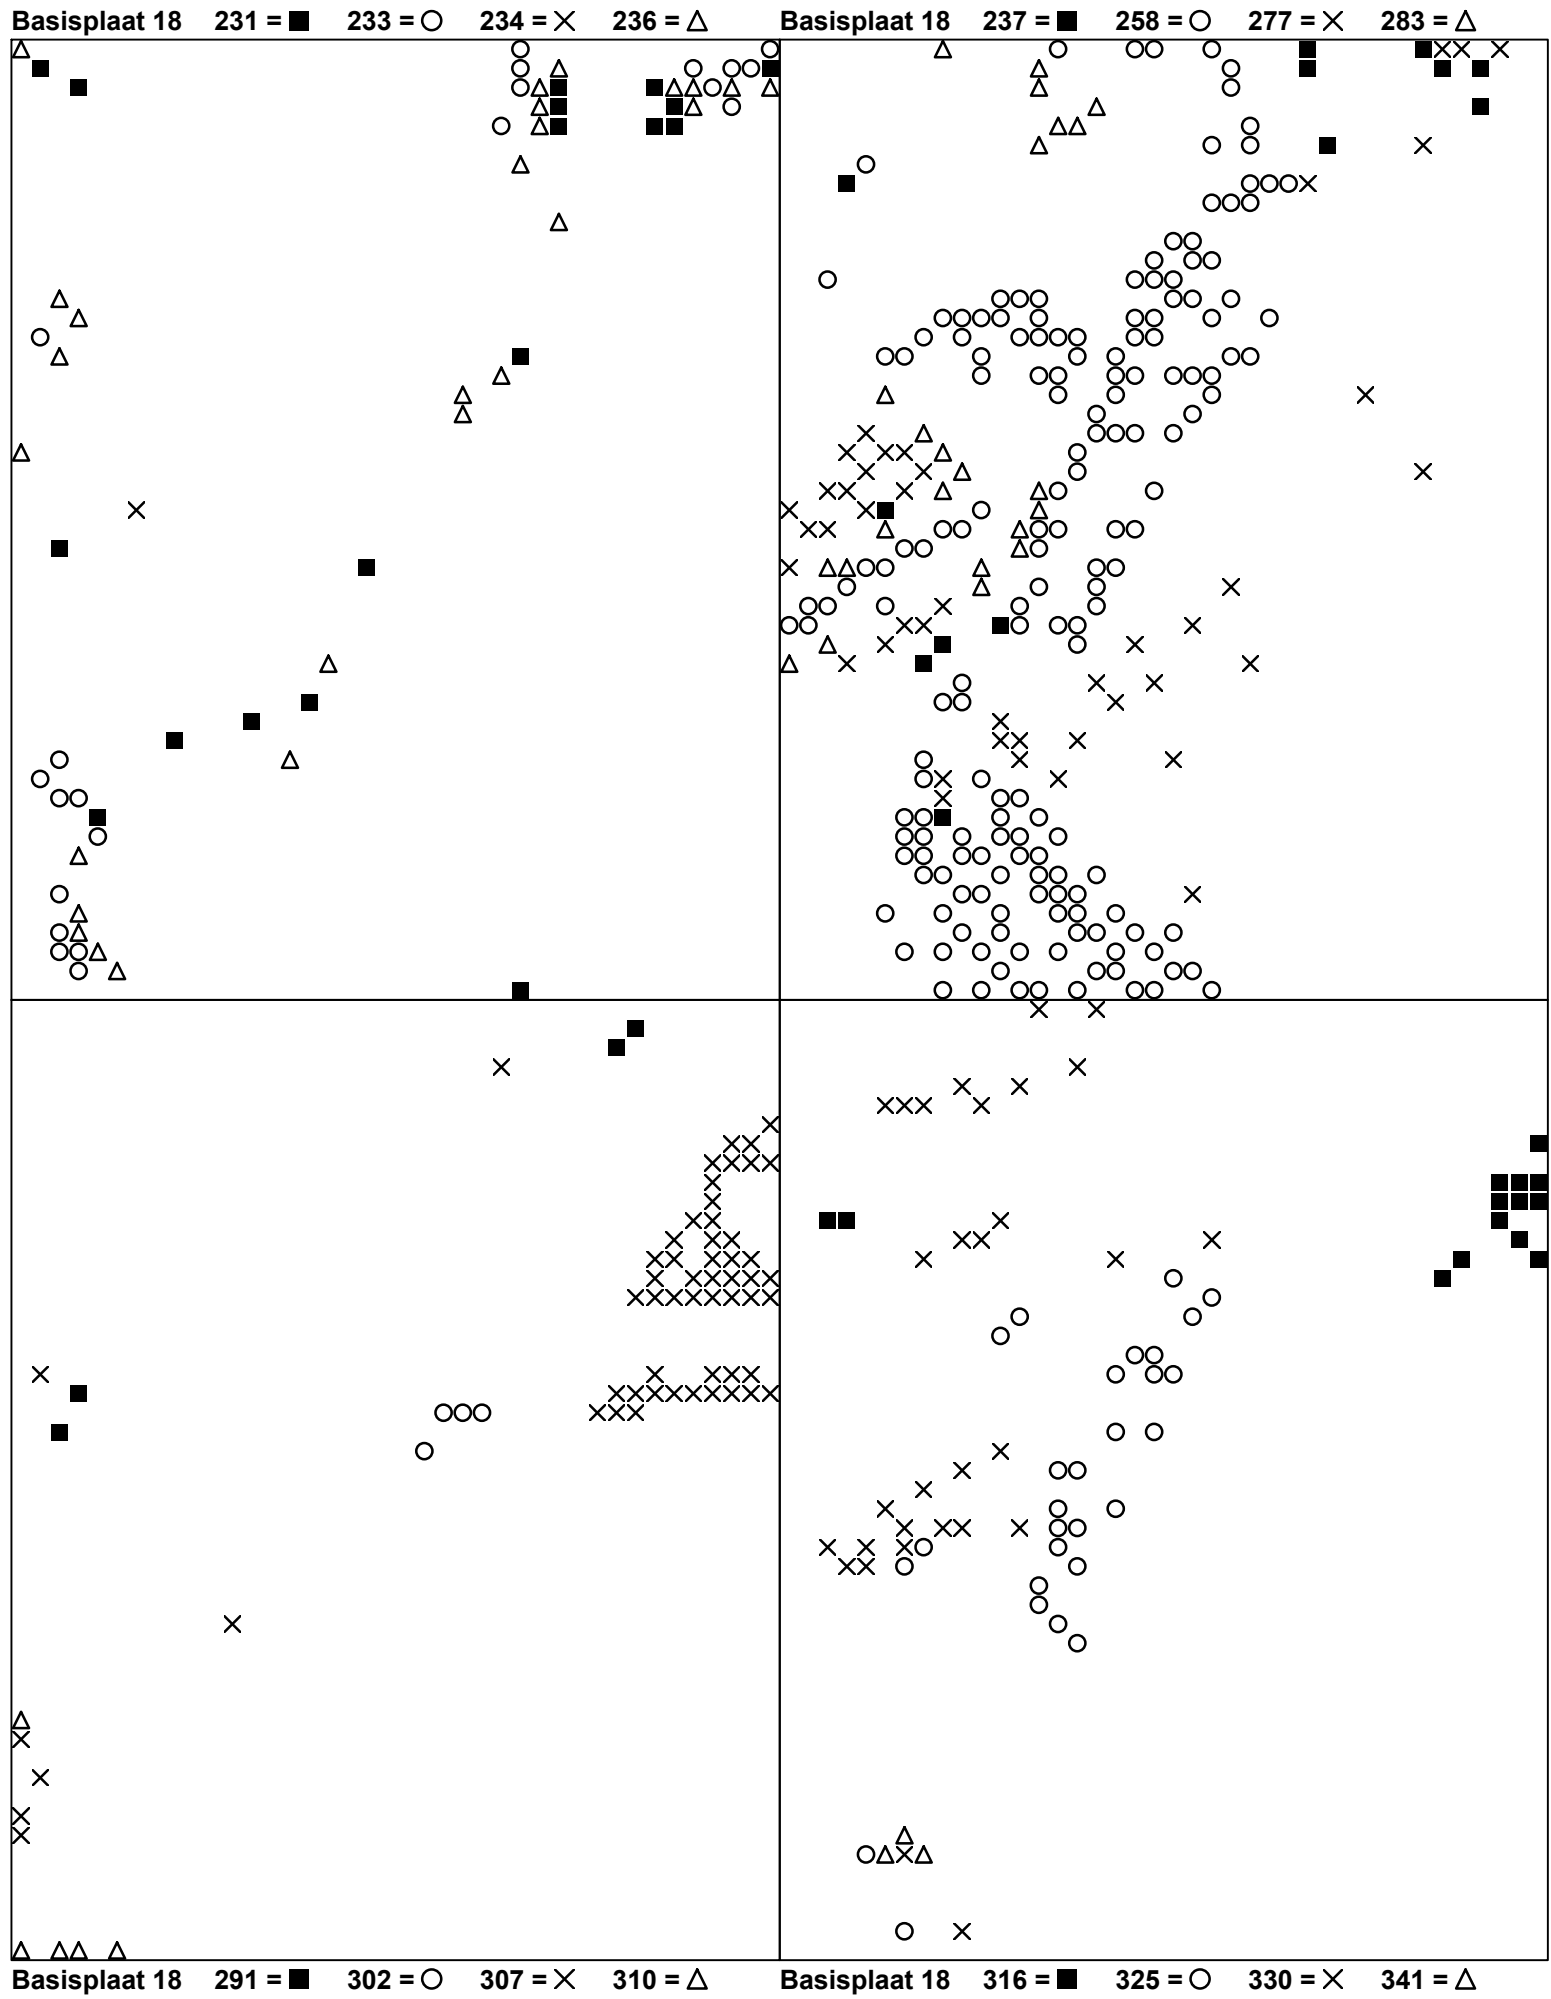 Basisplaat 18 231 = ■ 233 = ○ 234 = × 236 = △
Basisplaat 18 237 = ■ 258 = ○ 277 = × 283 = △
Basisplaat 18 291 = ■ 302 = ○ 307 = × 310 = △
Basisplaat 18 316 = ■ 325 = ○ 330 = × 341 = △